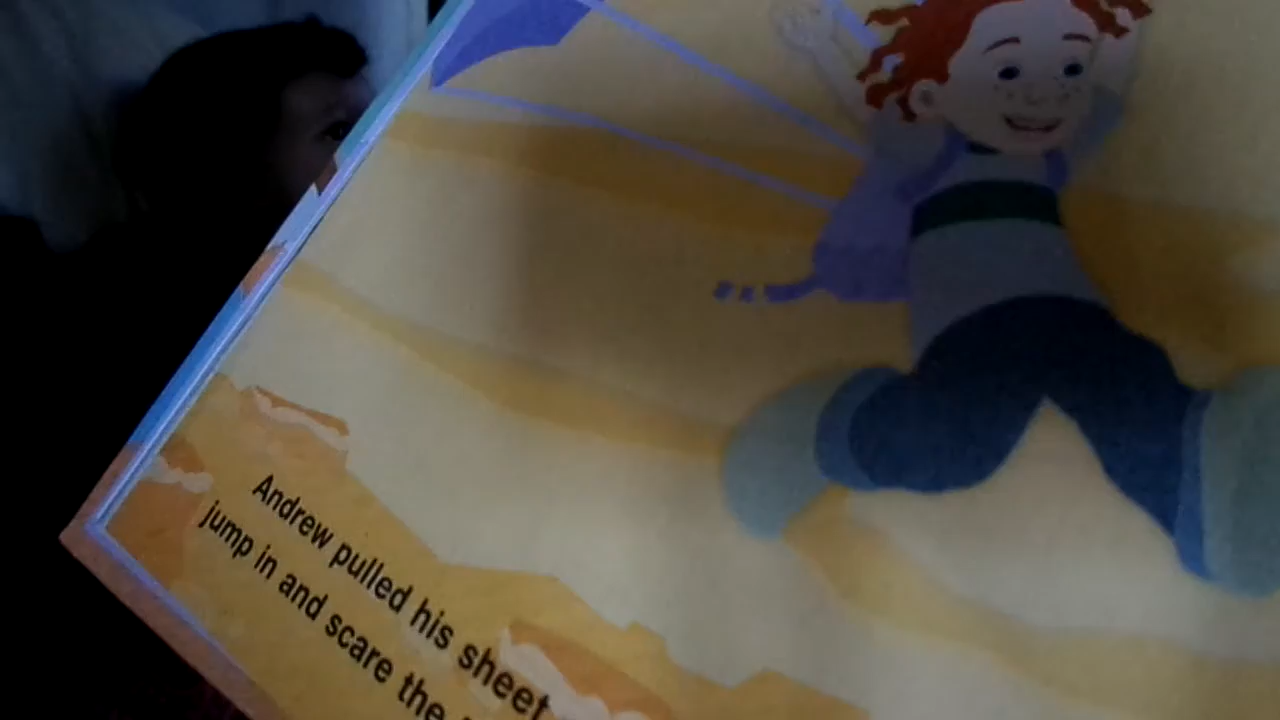 Andrew pulled his sheet
jump in and scare the